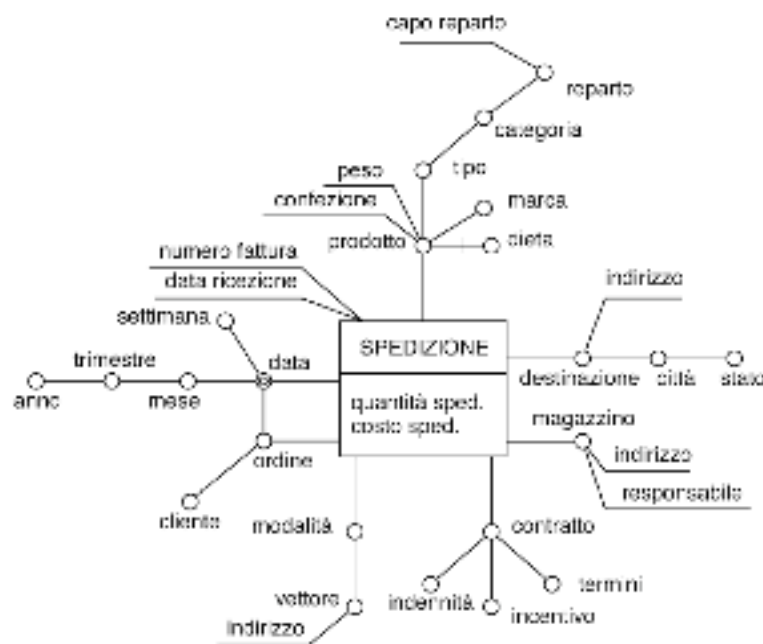 capo reparto
reparto
categoria
tipo
peso
marca
confezione
prodotto
dieta
numero fattura
data ricezione
indirizzo
settimana
SPEDIZIONE
trimestre
data
destinazione
città
stato
anno
mese
quantità sped.
magazzino
costo sped.
ordine
indirizzo
responsabile
cliente
modalità
contratto
termini
vettore
indennità
incentivo
indirizzo